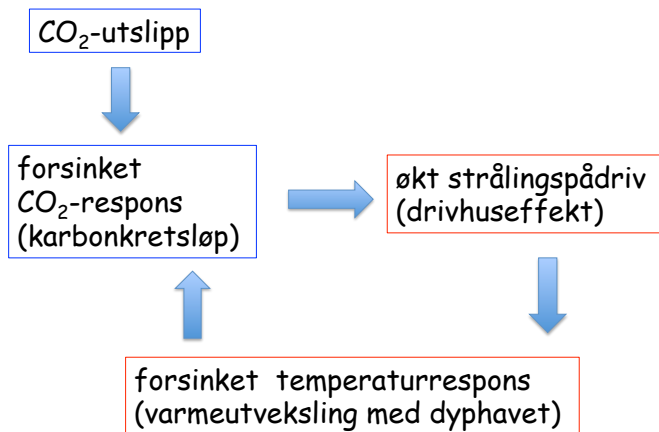 CO₂-utslipp
forsinket
CO₂-respons
(karbonkretsløp)
økt strålingspådriv
(drivhuseffekt)
forsinket temperaturrespons
(varmeutveksling med dyphavet)